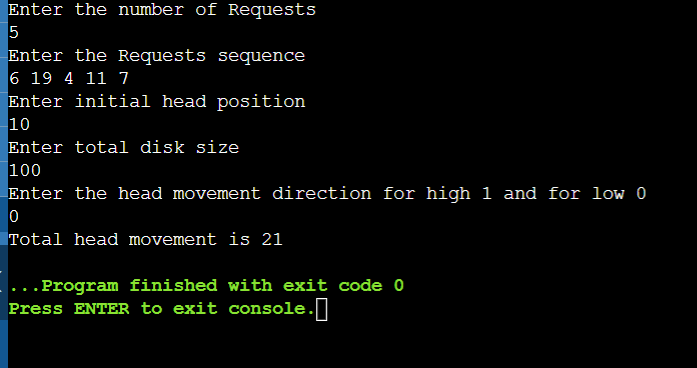 Enter the number of Requests
5
Enter the Requests sequence
6 19 4 11 7
Enter initial head position
10
Enter total disk size
100
Enter the head movement direction for high 1 and for low 0
0
Total head movement is 21
...Program finished with exit code 0
Press ENTER to exit console.